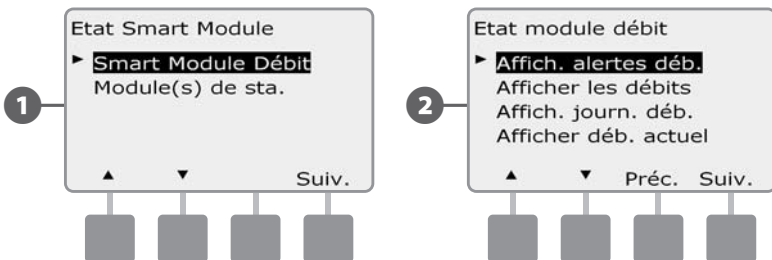 1
Etat Smart Module
► Smart Module Débit
Module(s) de sta.
▲ ▼ Suiv.
2
Etat module débit
► Affich. alertes déb.
Afficher les débits
Affich. journ. déb.
Afficher déb. actuel
▲ ▼ Préc. Suiv.